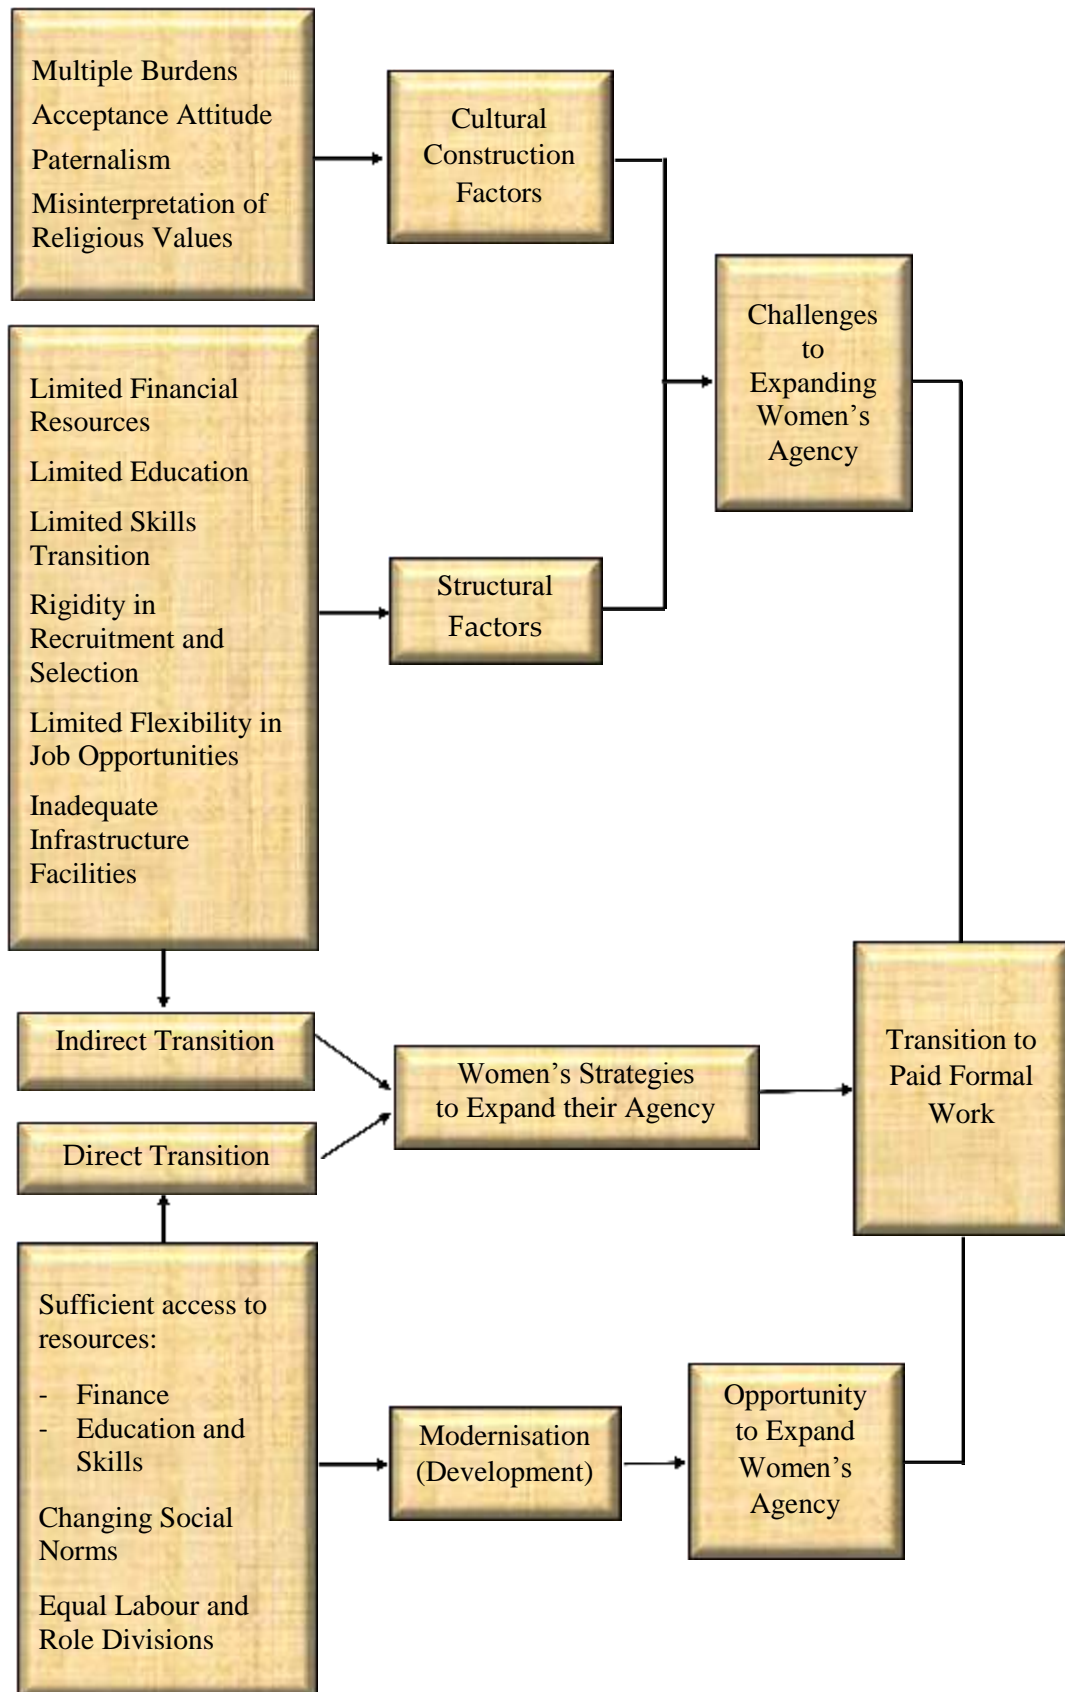 Multiple Burdens
Acceptance Attitude
Paternalism
Misinterpretation of
Religious Values
Cultural
Construction
Factors
Challenges
to
Expanding
Women’s
Agency
Limited Financial
Resources
Limited Education
Limited Skills
Transition
Rigidity in
Recruitment and
Selection
Limited Flexibility in
Job Opportunities
Inadequate
Infrastructure
Facilities
Structural
Factors
Indirect Transition
Direct Transition
Women’s Strategies
to Expand their Agency
Transition to
Paid Formal
Work
Sufficient access to
resources:
- Finance
- Education and
Skills
Changing Social
Norms
Equal Labour and
Role Divisions
Modernisation
(Development)
Opportunity
to Expand
Women’s
Agency